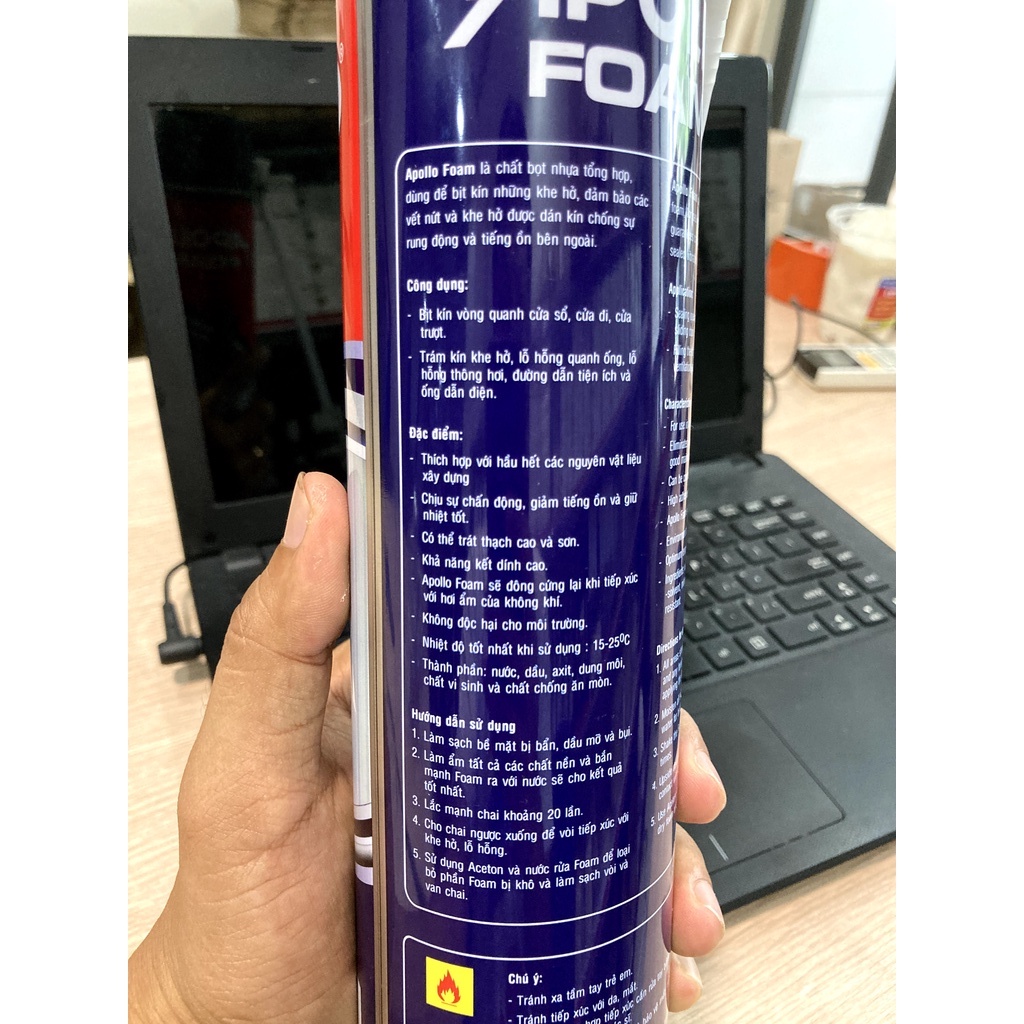 FOA
Apollo Foam là chất bọt nhựa tổng hợp,
dùng để bịt kín những khe hở, đảm bảo các
vết nứt và khe hở được dán kín chống sự
rung động và tiếng ồn bên ngoài.
Công dụng:
- Bịt kín vòng quanh cửa sổ, cửa đi, cửa
trượt.
- Trám kín khe hở, lỗ hỗng quanh ống, lỗ
hỗng thông hơi, đường dẫn tiện ích và
ống dẫn điện.
Đặc điểm:
- Thích hợp với hầu hết các nguyên vật liệu
xây dựng
- Chịu sự chấn động, giảm tiếng ồn và giữ
nhiệt tốt.
- Có thể trát thạch cao và sơn.
- Khả năng kết dính cao.
- Apollo Foam sẽ đông cứng lại khi tiếp xúc
với hơi ẩm của không khí.
- Không độc hại cho môi trường.
- Nhiệt độ tốt nhất khi sử dụng : 15-25⁰C
- Thành phần: nước, dầu, axit, dung môi,
chất vi sinh và chất chống ăn mòn.
Hướng dẫn sử dụng
1. Làm sạch bề mặt bị bẩn, dầu mỡ và bụi.
2. Làm ẩm tất cả các chất nền và bắn
mạnh Foam ra với nước sẽ cho kết quả
tốt nhất.
3. Lắc mạnh chai khoảng 20 lần.
4. Cho chai ngược xuống để vòi tiếp xúc với
khe hở, lỗ hỗng.
5. Sử dụng Aceton và nước rửa Foam để loại
bỏ phần Foam bị khô và làm sạch vòi và
van chai.
Chú ý:
- Tránh xa tầm tay trẻ em.
- Tránh tiếp xúc với da, mắt.